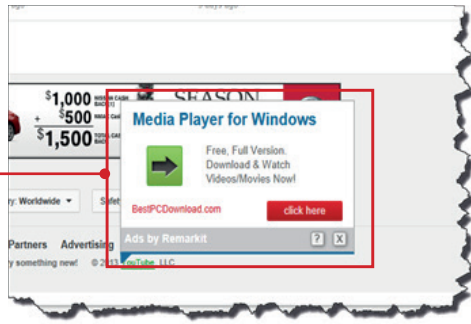 $1,000
+ $500
$1,500
SEASON
Media Player for Windows
Free, Full Version.
Download & Watch
Videos/Movies Now!
BestPCDownload.com click here
Ads by Remarkit ? X
y: Worldwide
Safet
Partners Advertising
y something new! © 2013 YouTube, LLC